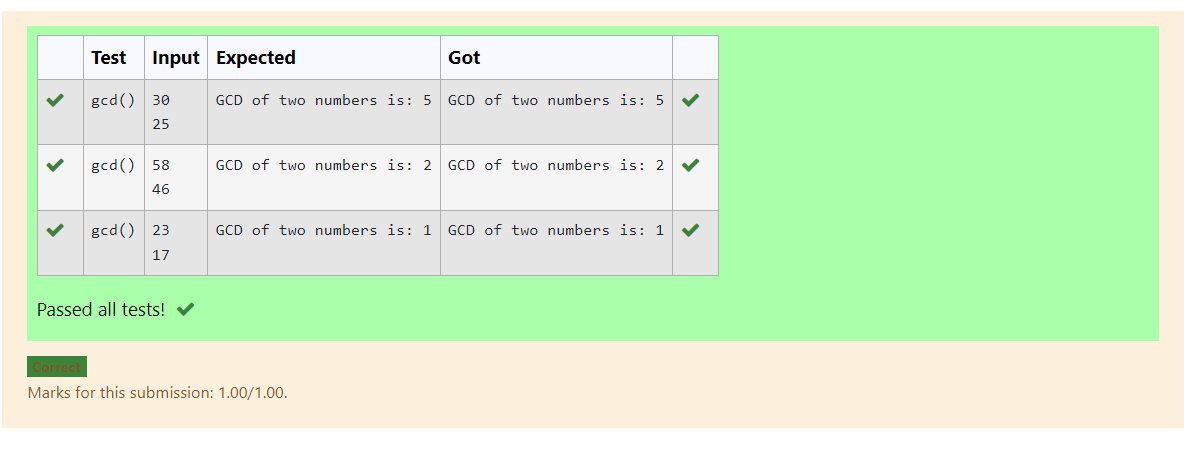 Test Input Expected Got
gcd() 30 GCD of two numbers is: 5 GCD of two numbers is: 5
25
gcd() 58 GCD of two numbers is: 2 GCD of two numbers is: 2
46
gcd() 23 GCD of two numbers is: 1 GCD of two numbers is: 1
17
Passed all tests!
Correct
Marks for this submission: 1.00/1.00.